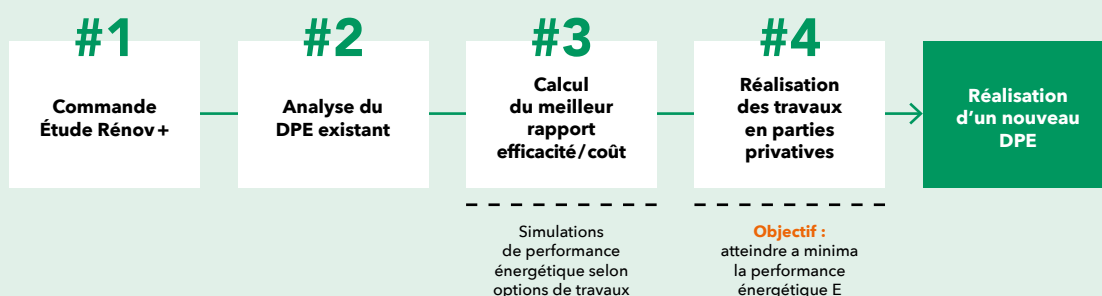 #1
Commande
Étude Rénov+
#2
Analyse du
DPE existant
#3
Calcul
du meilleur
rapport
efficacité/coût
Simulations
de performance
énergétique selon
options de travaux
#4
Réalisation
des travaux
en parties
privatives
Objectif :
atteindre a minima
la performance
énergétique E
Réalisation
d'un nouveau
DPE